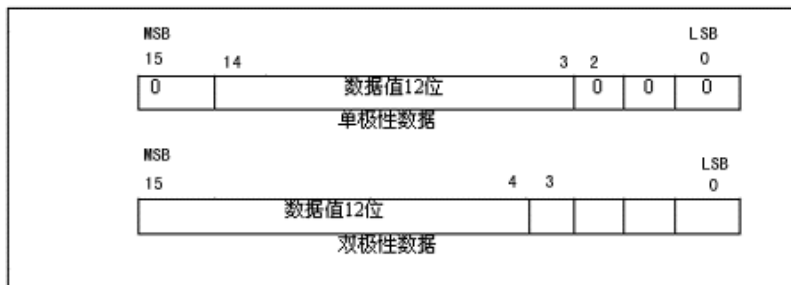 MSB LSB
15 14 3 2 0
0 数据值12位 0 0 0
单极性数据
MSB LSB
15 4 3 0
数据值12位
双极性数据